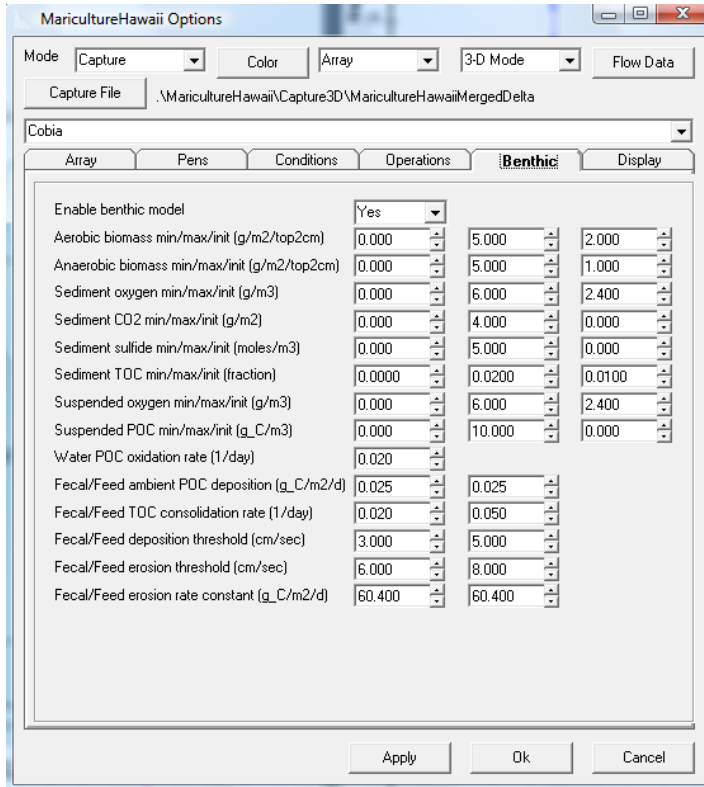 MaricultureHawaii Options
Mode Capture Color Array 3-D Mode Flow Data
Capture File .\MaricultureHawaii\Capture3D\MaricultureHawaiiMergedDelta
Cobia
Array Pens Conditions Operations Benthic Display
Enable benthic model Yes
Aerobic biomass min/max/init (g/m2/top2cm) 0.000 5.000 2.000
Anaerobic biomass min/max/init (g/m2/top2cm) 0.000 5.000 1.000
Sediment oxygen min/max/init (g/m3) 0.000 6.000 2.400
Sediment CO2 min/max/init (g/m2) 0.000 4.000 0.000
Sediment sulfide min/max/init (moles/m3) 0.000 5.000 0.000
Sediment TOC min/max/init (fraction) 0.0000 0.0200 0.0100
Suspended oxygen min/max/init (g/m3) 0.000 6.000 2.400
Suspended POC min/max/init (g_C/m3) 0.000 10.000 0.000
Water POC oxidation rate (1/day) 0.020
Fecal/Feed ambient POC deposition (g_C/m2/d) 0.025 0.025
Fecal/Feed TOC consolidation rate (1/day) 0.020 0.050
Fecal/Feed deposition threshold (cm/sec) 3.000 5.000
Fecal/Feed erosion threshold (cm/sec) 6.000 8.000
Fecal/Feed erosion rate constant (g_C/m2/d) 60.400 60.400
Apply Ok Cancel